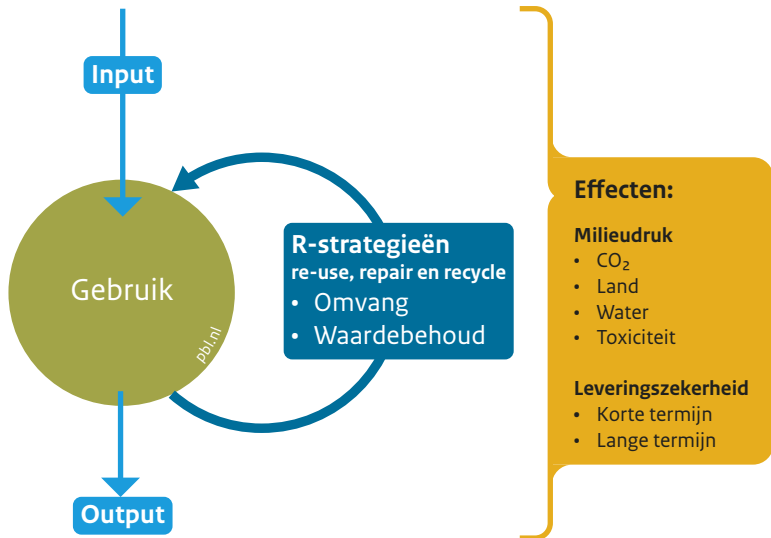 Input
Gebruik
pbl.nl
Output
R-strategieën
re-use, repair en recycle
• Omvang
• Waardebehoud
Effecten:
Milieudruk
• CO₂
• Land
• Water
• Toxiciteit
Leveringszekerheid
• Korte termijn
• Lange termijn